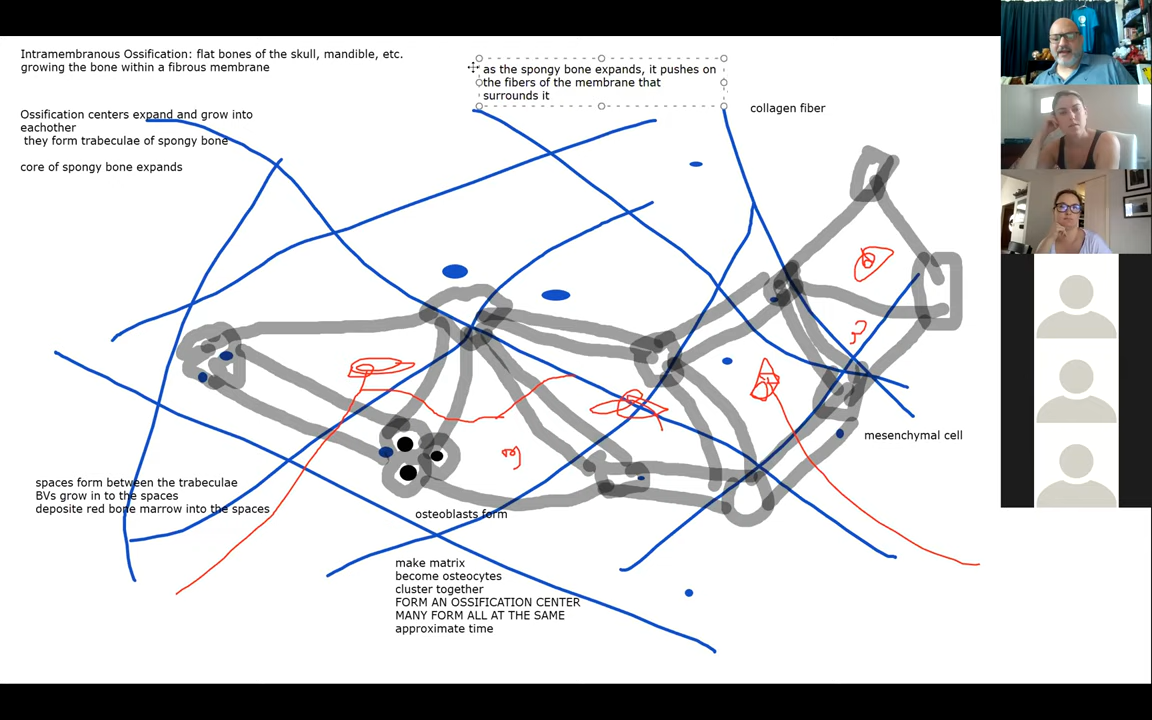 Intramembranous Ossification: flat bones of the skull, mandible, etc.
growing the bone within a fibrous membrane
as the spongy bone expands, it pushes on
the fibers of the membrane that
surrounds it
collagen fiber
Ossification centers expand and grow into
eachother
they form trabeculae of spongy bone
core of spongy bone expands
mesenchymal cell
spaces form between the trabeculae
BVs grow in to the spaces
deposite red bone marrow into the spaces
osteoblasts form
make matrix
become osteocytes
cluster together
FORM AN OSSIFICATION CENTER
MANY FORM ALL AT THE SAME
approximate time